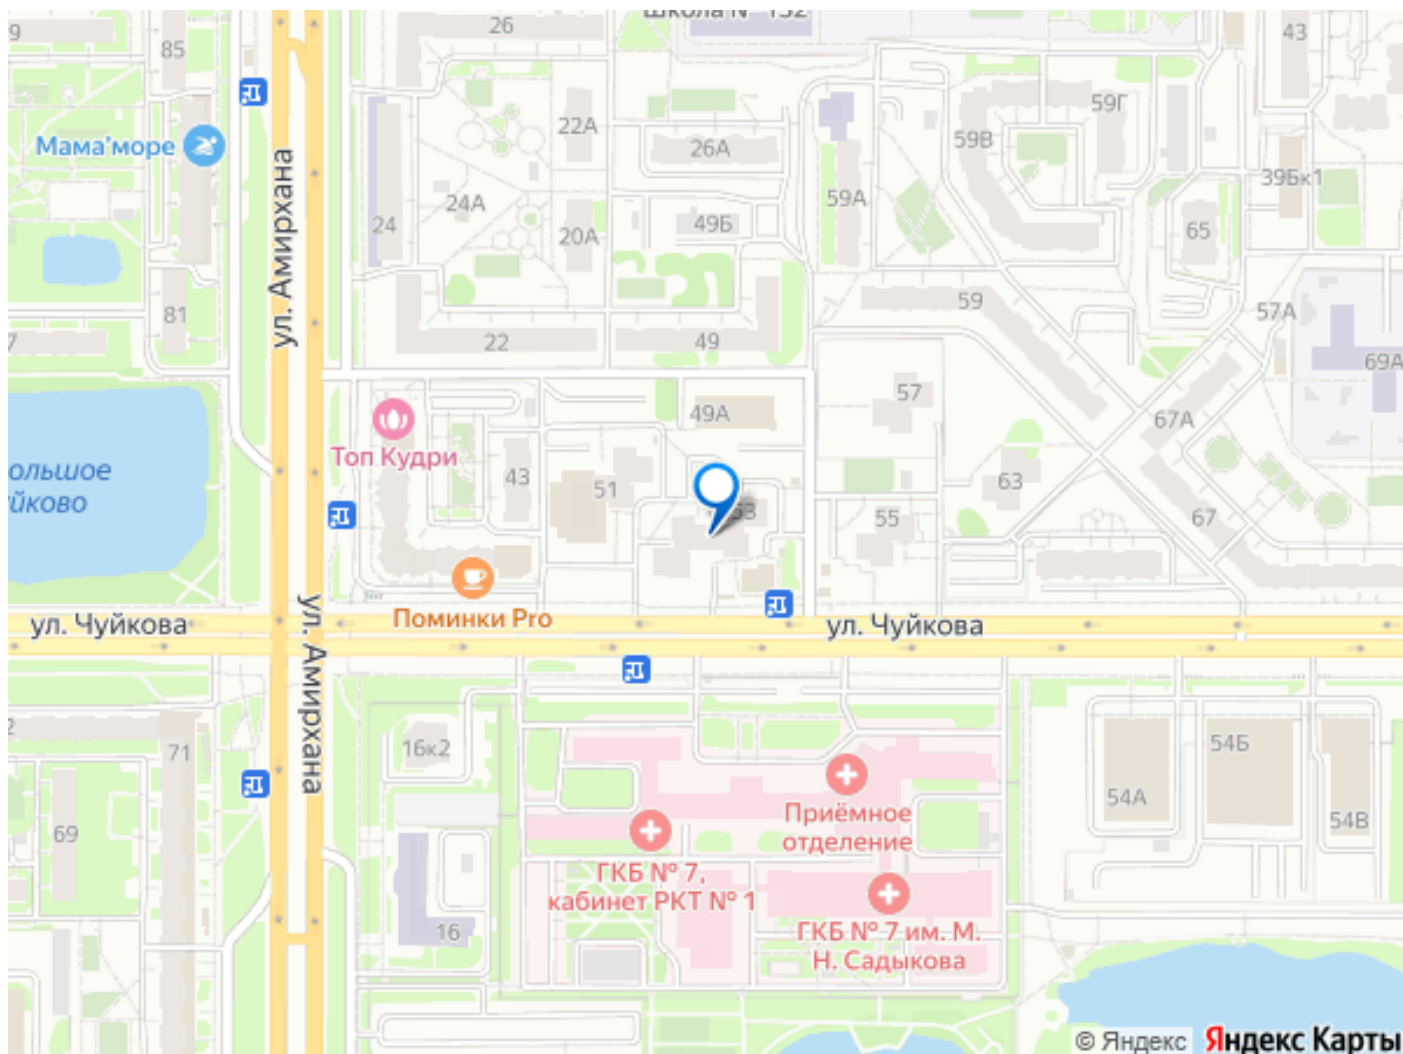 Школа № 132
9
85
26
43
59Г
Мама'море
22А
26А
59В
39Бк1
ул. Амирхана
24
24А
59А
49Б
65
20А
59
57А
81
7
22
49
69А
57
49А
67А
Топ Кудри
43
51
63
ольшое
йково
53
55
67
Поминки Pro
ул. Чуйкова
ул. Чуйкова
ул. Амирхана
2
71
16к2
54Б
54А
54В
69
Приёмное
отделение
ГКБ № 7,
кабинет РКТ № 1
16
ГКБ № 7 им. М.
Н. Садыкова
© Яндекс Яндекс Карты